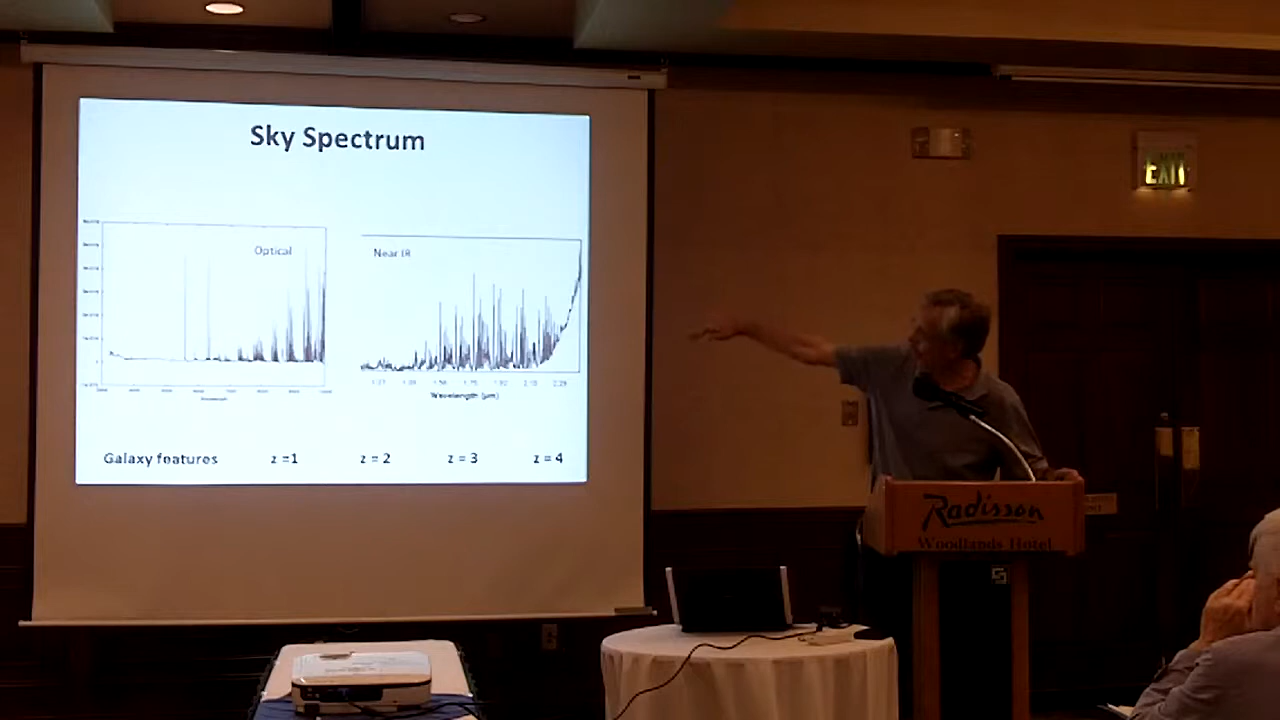 Sky Spectrum
Optical
Near IR
Wavelength (μm)
Galaxy features z =1 z = 2 z = 3 z = 4
EXIT
Radisson
Woodlands Hotel